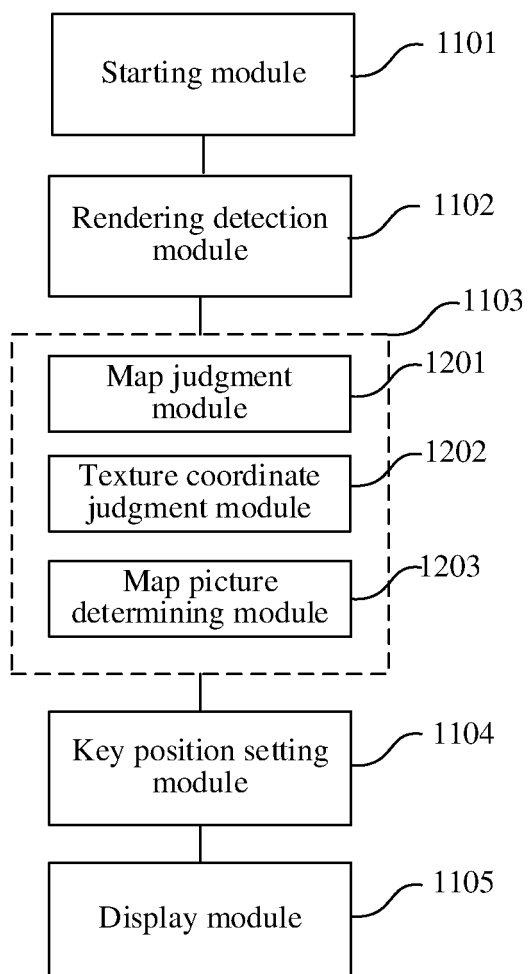 Starting module
1101
Rendering detection
module
1102
1103
Map judgment
module
1201
Texture coordinate
judgment module
1202
Map picture
determining module
1203
Key position setting
module
1104
Display module
1105